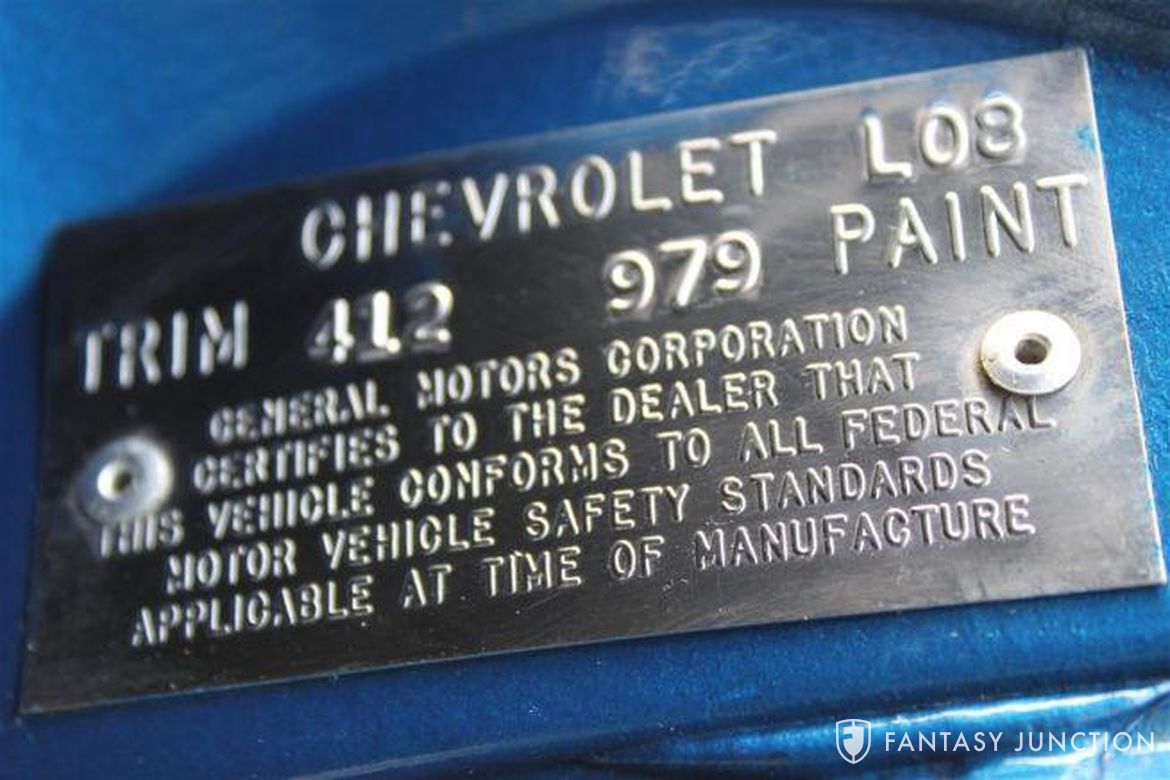 CHEVROLET L08
TRIM 412 979 PAINT
GENERAL MOTORS CORPORATION
CERTIFIES TO THE DEALER THAT
THIS VEHICLE CONFORMS TO ALL FEDERAL
MOTOR VEHICLE SAFETY STANDARDS
APPLICABLE AT TIME OF MANUFACTURE
FANTASY JUNCTION